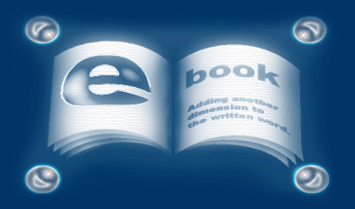 e
book
Adding another
dimension to
the written word.